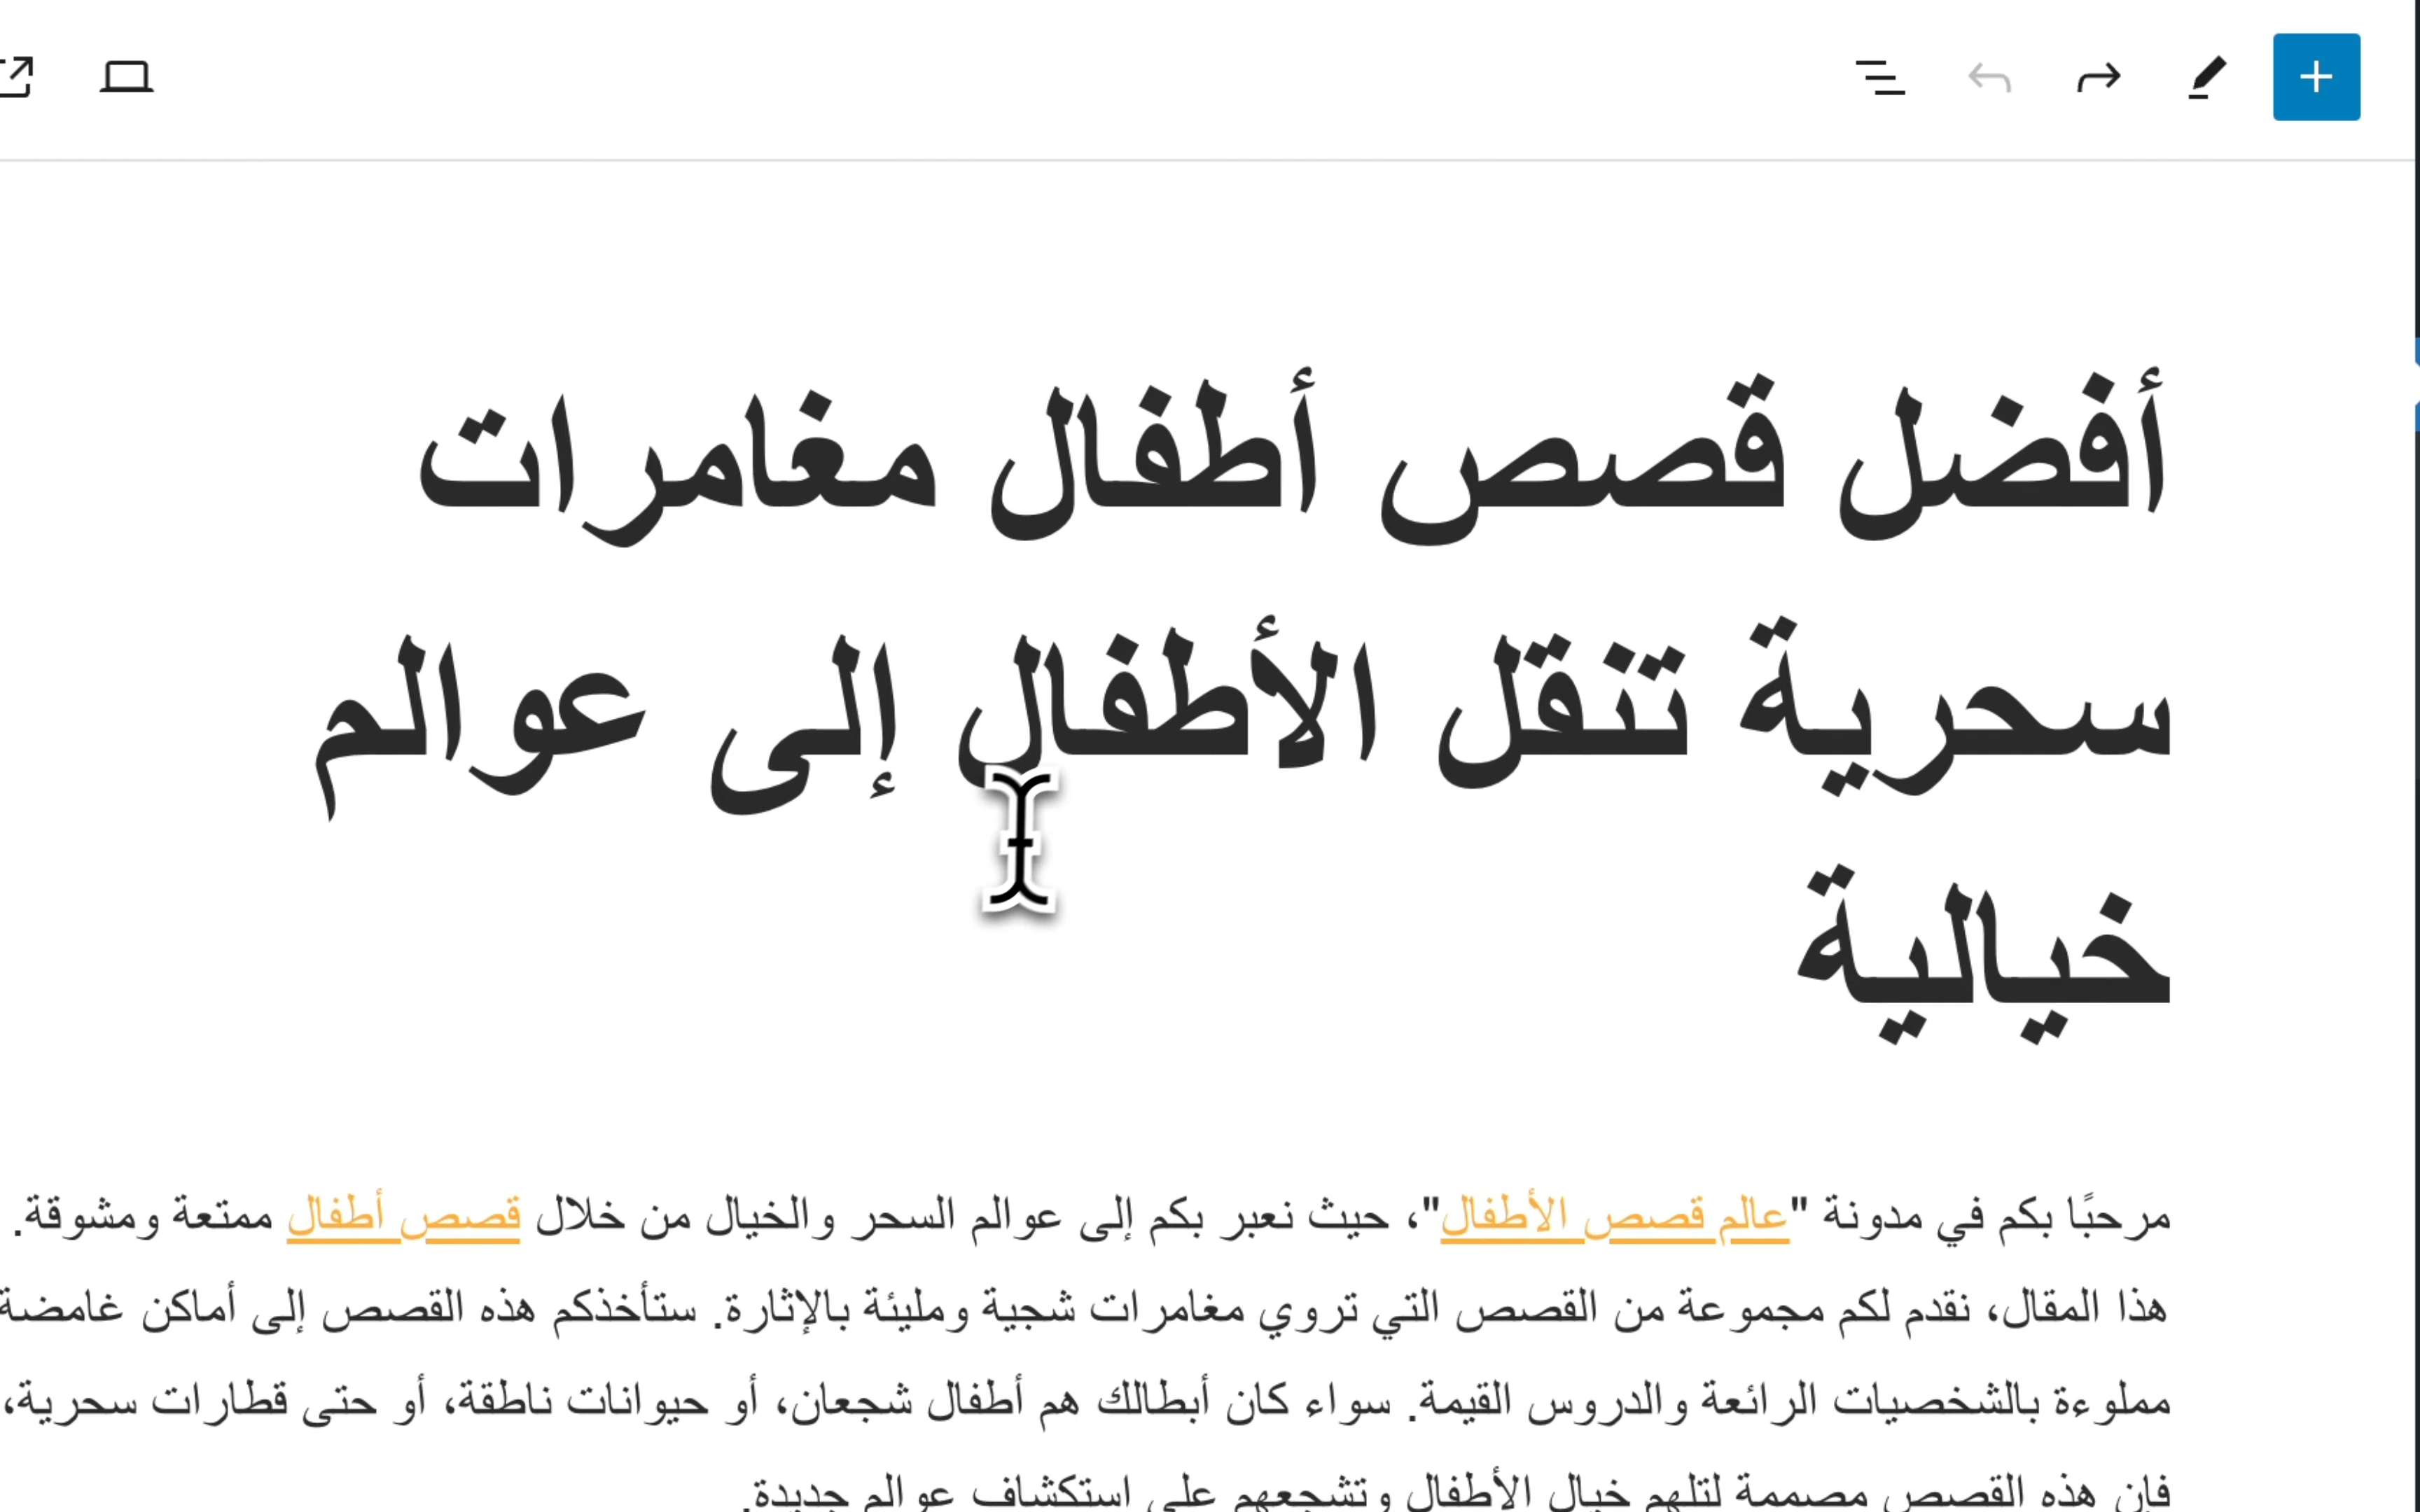 أفضل قصص أطفال مغامرات
سحرية تنقل الأطفال إلى عوالم
خيالية
مرحبًا بكم في مدونة "عالم قصص الأطفال"، حيث نعبر بكم إلى عوالم السحر والخيال من خلال قصص أطفال ممتعة ومشوقة.
هذا المقال، نقدم لكم مجموعة من القصص التي تروي مغامرات شجية ومليئة بالإثارة. ستأخذكم هذه القصص إلى أماكن غامضة
مملوءة بالشخصيات الرائعة والدروس القيمة. سواء كان أبطالك هم أطفال شجعان، أو حيوانات ناطقة، أو حتى قطارات سحرية،
فإن هذه القصص مصممة لتلهم خيال الأطفال وتشجعهم على استكشاف عوالم جديدة.